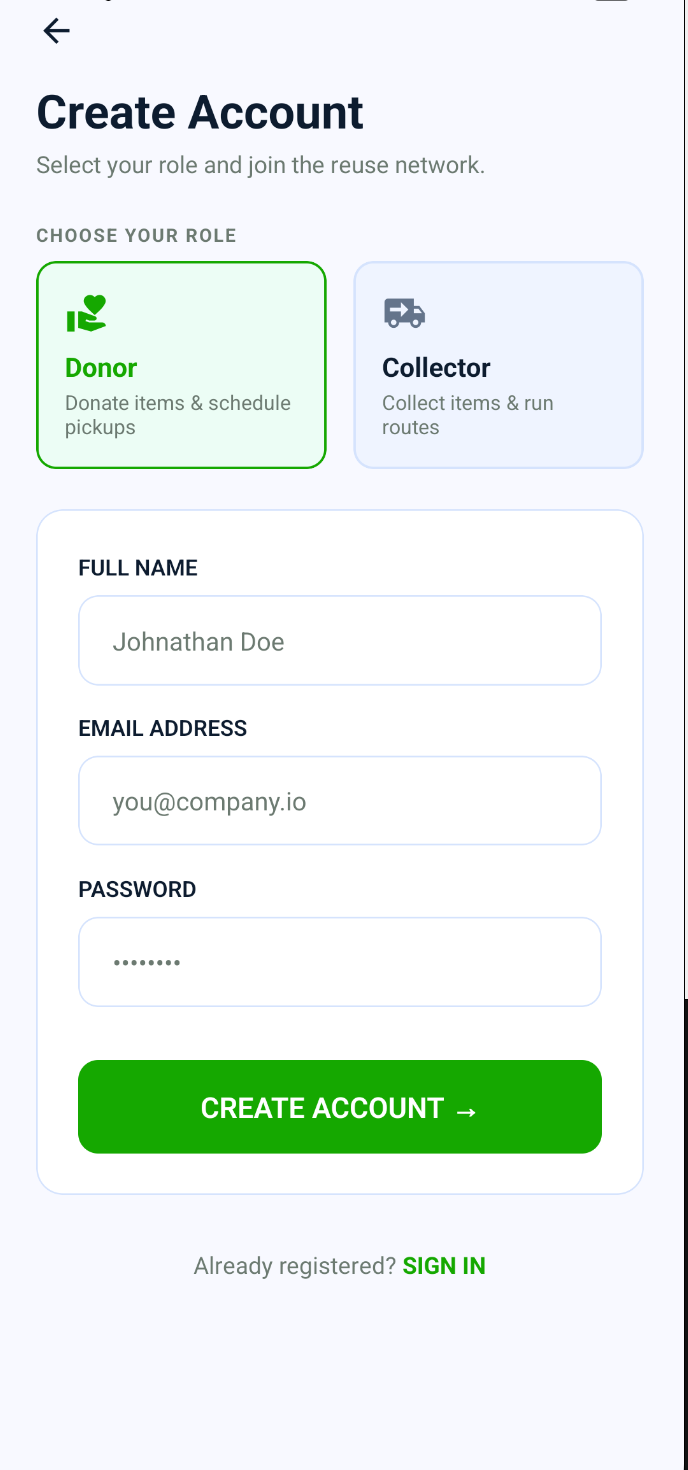 Create Account
Select your role and join the reuse network.
CHOOSE YOUR ROLE
Donor
Donate items & schedule
pickups
Collector
Collect items & run
routes
FULL NAME
Johnathan Doe
EMAIL ADDRESS
you@company.io
PASSWORD
••••••••
CREATE ACCOUNT →
Already registered? SIGN IN